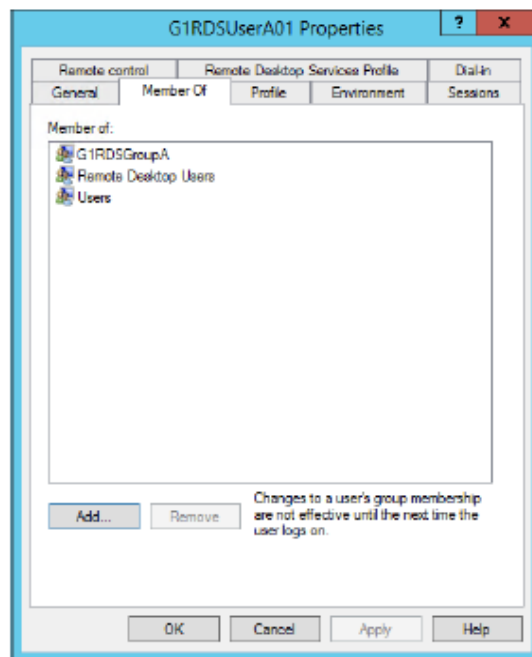 G1RDSUserA01 Properties
? x
Remote control Remote Desktop Services Profile Dial-in
General Member Of Profile Environment Sessions
Member of:
G1RDSGroupA
Remote Desktop Users
Users
Add... Remove
Changes to a user's group membership
are not effective until the next time the
user logs on.
OK Cancel Apply Help